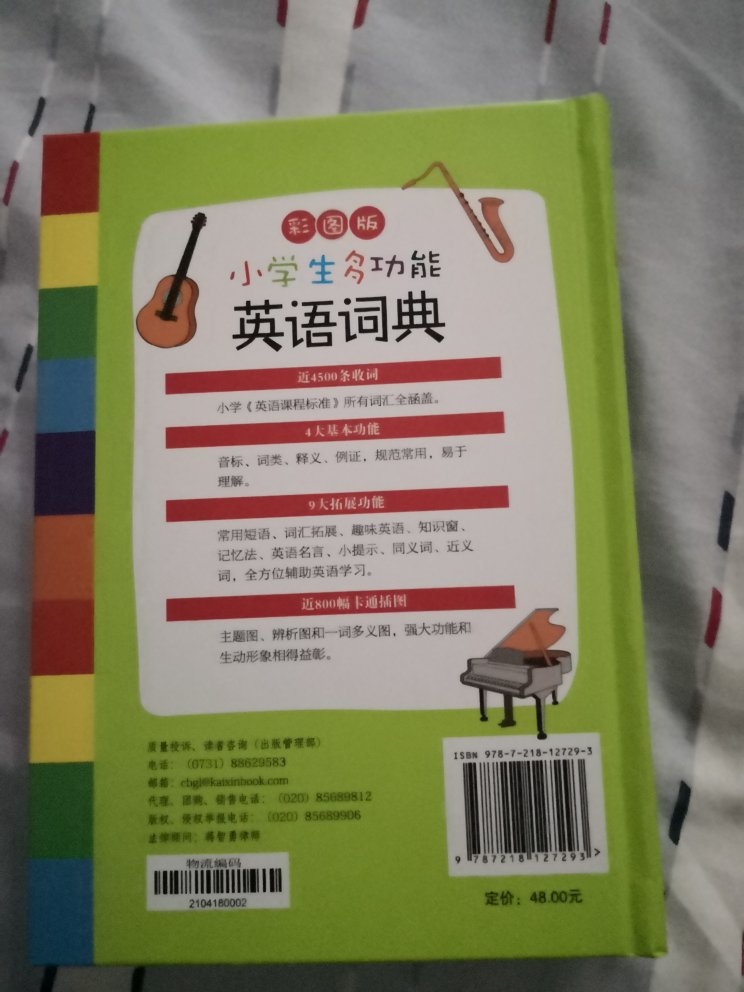 彩图版
小学生多功能
英语词典
近4500条收词
小学《英语课程标准》所有词汇全涵盖。
4大基本功能
音标、词类、释义、例证，规范常用，易于
理解。
9大拓展功能
常用短语、词汇拓展、趣味英语、知识窗、
记忆法、英语名言、小提示、同义词、近义
词，全方位辅助英语学习。
近800幅卡通插图
主题图、辨析图和一词多义图，强大功能和
生动形象相得益彰。
质量投诉、读者咨询（出版管理部）
电话：（0731）88629583
邮箱：cbgl@kaixinbook.com
代理、团购、销售电话：（020）85689812
版权、侵权举报电话：（020）85689906
法律顾问：蒋智勇律师
物流编码
2104180002
ISBN 978-7-218-12729-3
9 787218 127293 >
定价：48.00元